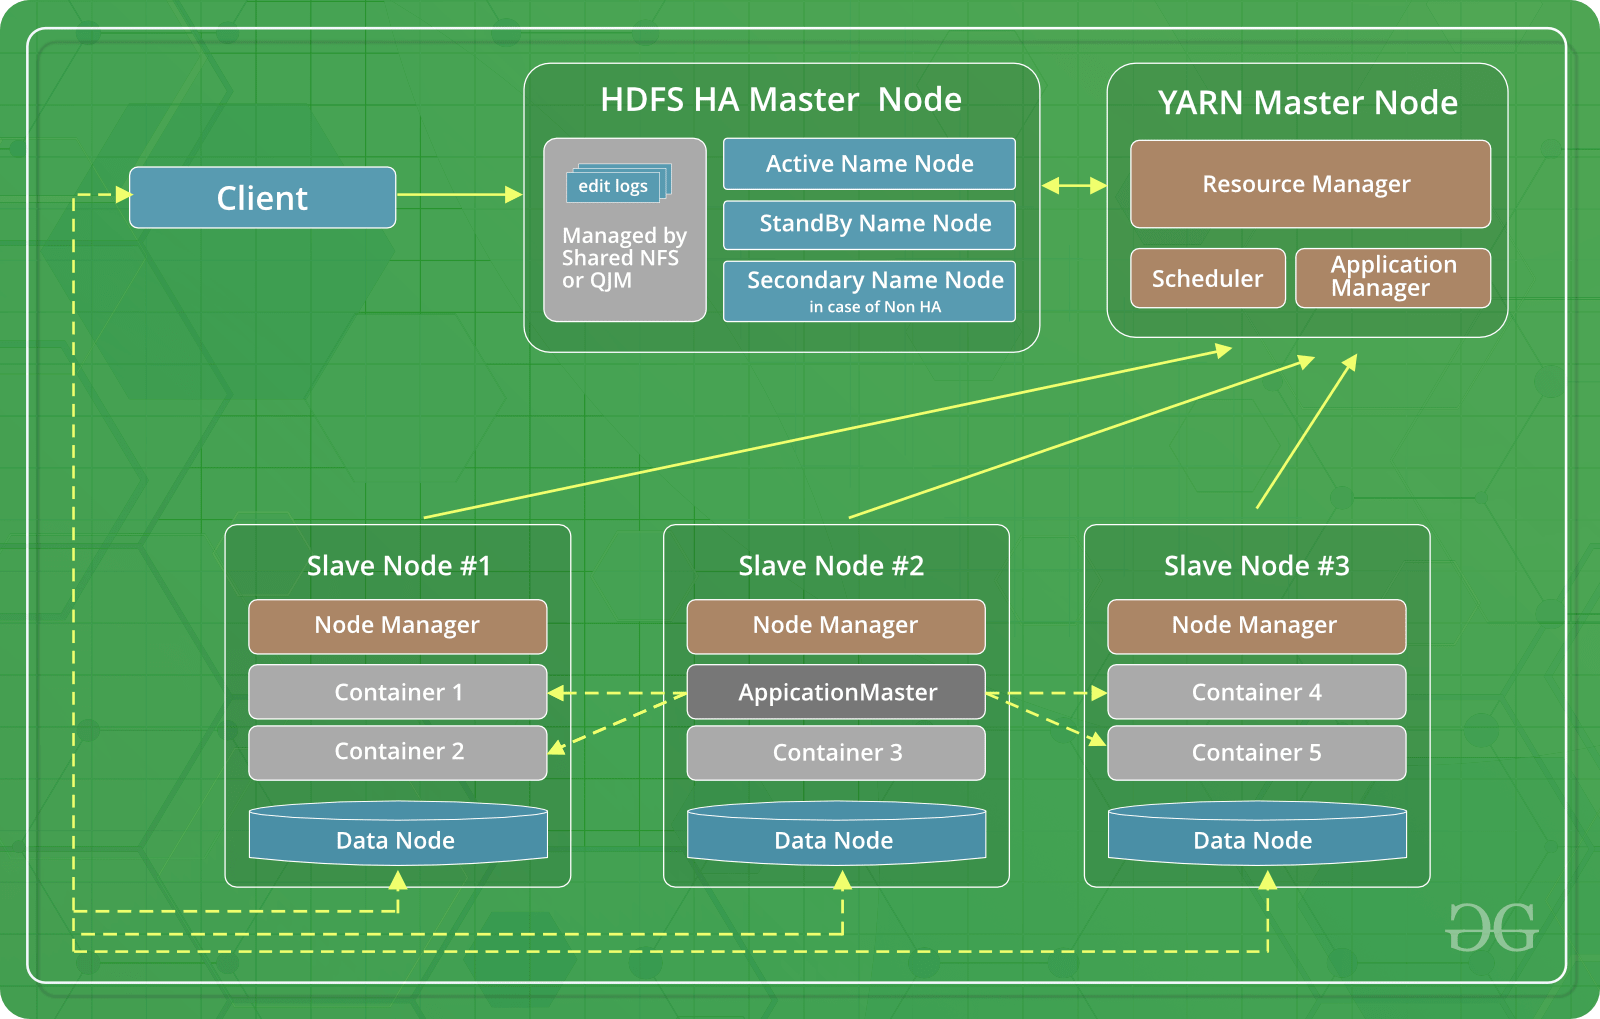 HDFS HA Master Node
YARN Master Node
Client
edit logs
Managed by
Shared NFS
or QJM
Active Name Node
StandBy Name Node
Secondary Name Node
in case of Non HA
Resource Manager
Scheduler
Application
Manager
Slave Node #1
Node Manager
Container 1
Container 2
Data Node
Slave Node #2
Node Manager
AppicationMaster
Container 3
Data Node
Slave Node #3
Node Manager
Container 4
Container 5
Data Node